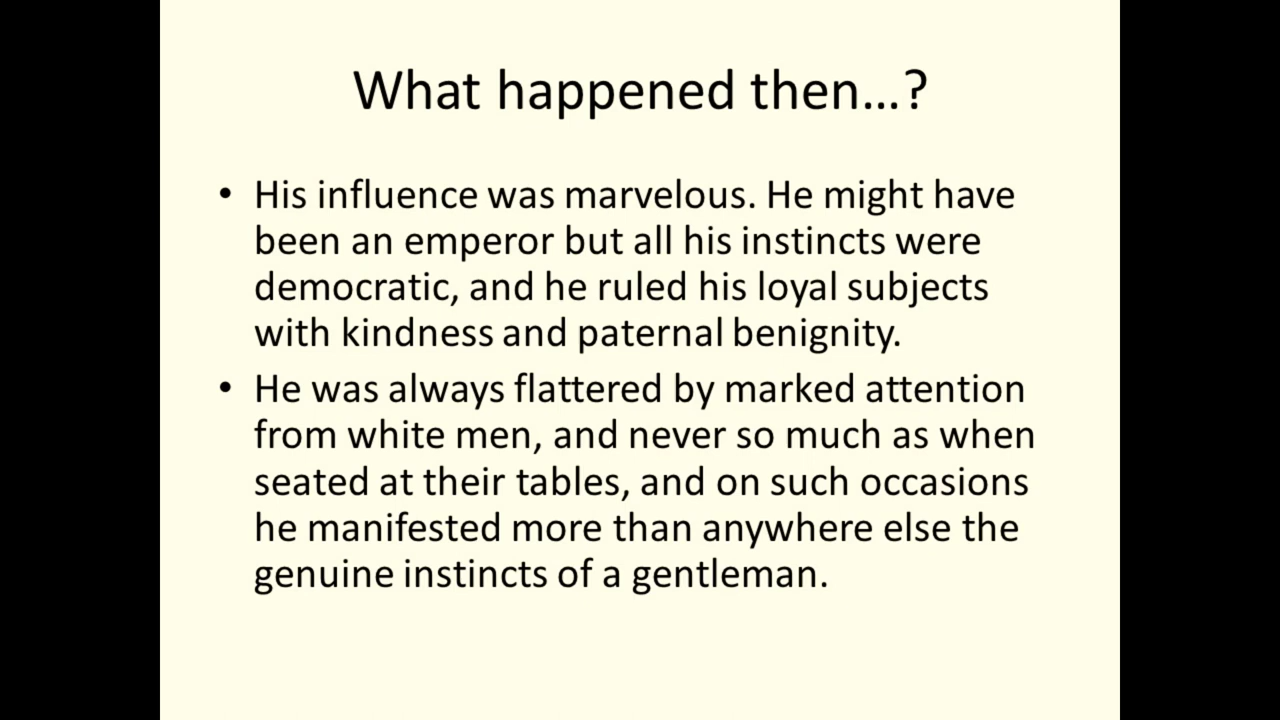 What happened then…?
• His influence was marvelous. He might have
been an emperor but all his instincts were
democratic, and he ruled his loyal subjects
with kindness and paternal benignity.
• He was always flattered by marked attention
from white men, and never so much as when
seated at their tables, and on such occasions
he manifested more than anywhere else the
genuine instincts of a gentleman.